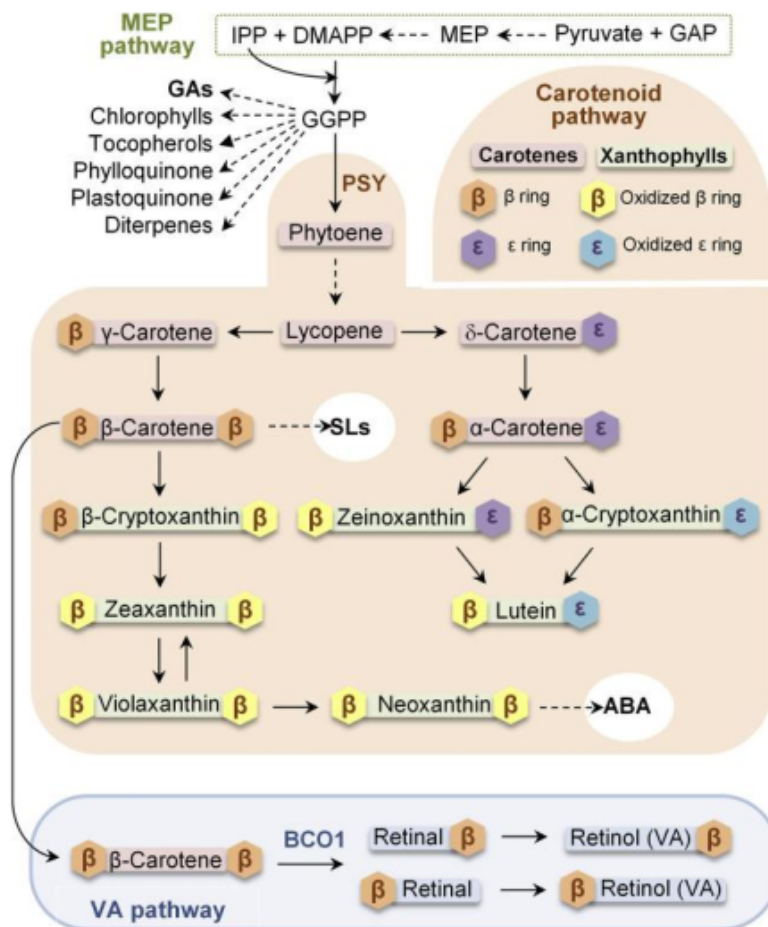 MEP
pathway
IPP + DMAPP MEP Pyruvate + GAP
GAs
Chlorophylls
Tocopherols
Phylloquinone
Plastoquinone
Diterpenes
GGPP
PSY
Phytoene
Carotenoid
pathway
Carotenes Xanthophylls
β β ring β Oxidized β ring
ε ε ring ε Oxidized ε ring
β γ-Carotene Lycopene δ-Carotene ε
β β-Carotene β SLs β α-Carotene ε
β β-Cryptoxanthin β β Zeinoxanthin ε β α-Cryptoxanthin ε
β Zeaxanthin β β Lutein ε
β Violaxanthin β β Neoxanthin β ABA
β β-Carotene β BCO1 Retinal β Retinol (VA) β
β Retinal β Retinol (VA)
VA pathway